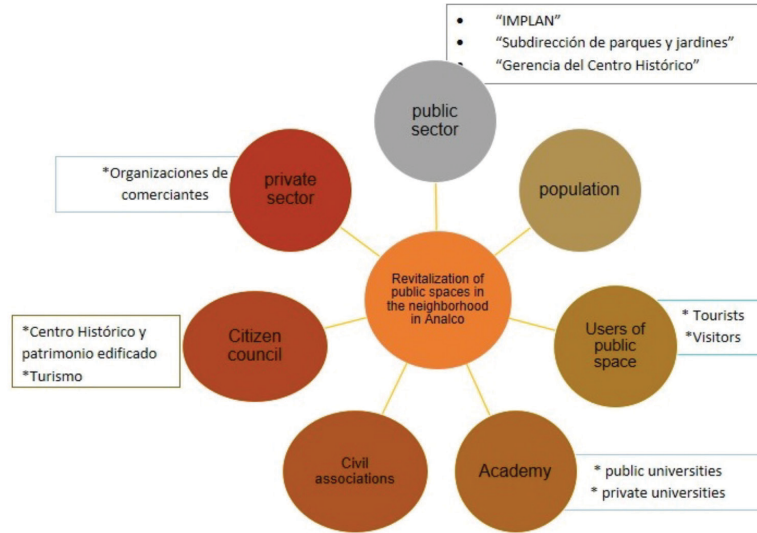 • “IMPLAN”
• “Subdirección de parques y jardines”
• “Gerencia del Centro Histórico”
public
sector
*Organizaciones de
comerciantes
private
sector
population
Revitalization of
public spaces in
the neighborhood
in Analco
*Centro Histórico y
patrimonio edificado
*Turismo
Citizen
council
Users of
public
space
* Tourists
*Visitors
Civil
associations
Academy
* public universities
* private universities